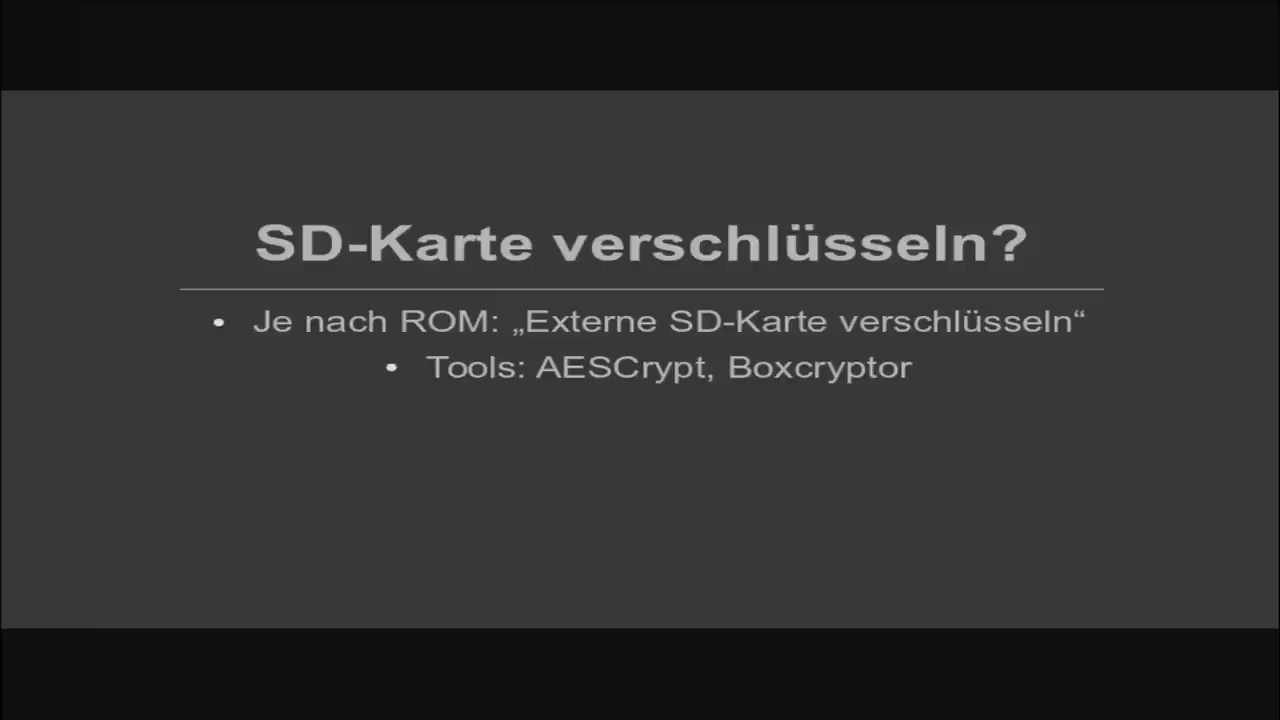 SD-Karte verschlüsseln?
• Je nach ROM: „Externe SD-Karte verschlüsseln“
• Tools: AESCrypt, Boxcryptor